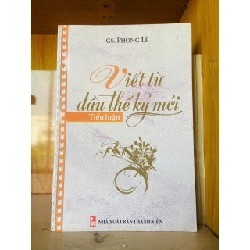 GS. PHONG LÊ
Viết từ
đầu thế kỷ mới
Tiểu luận
NHÀ XUẤT BẢN THANH NIÊN